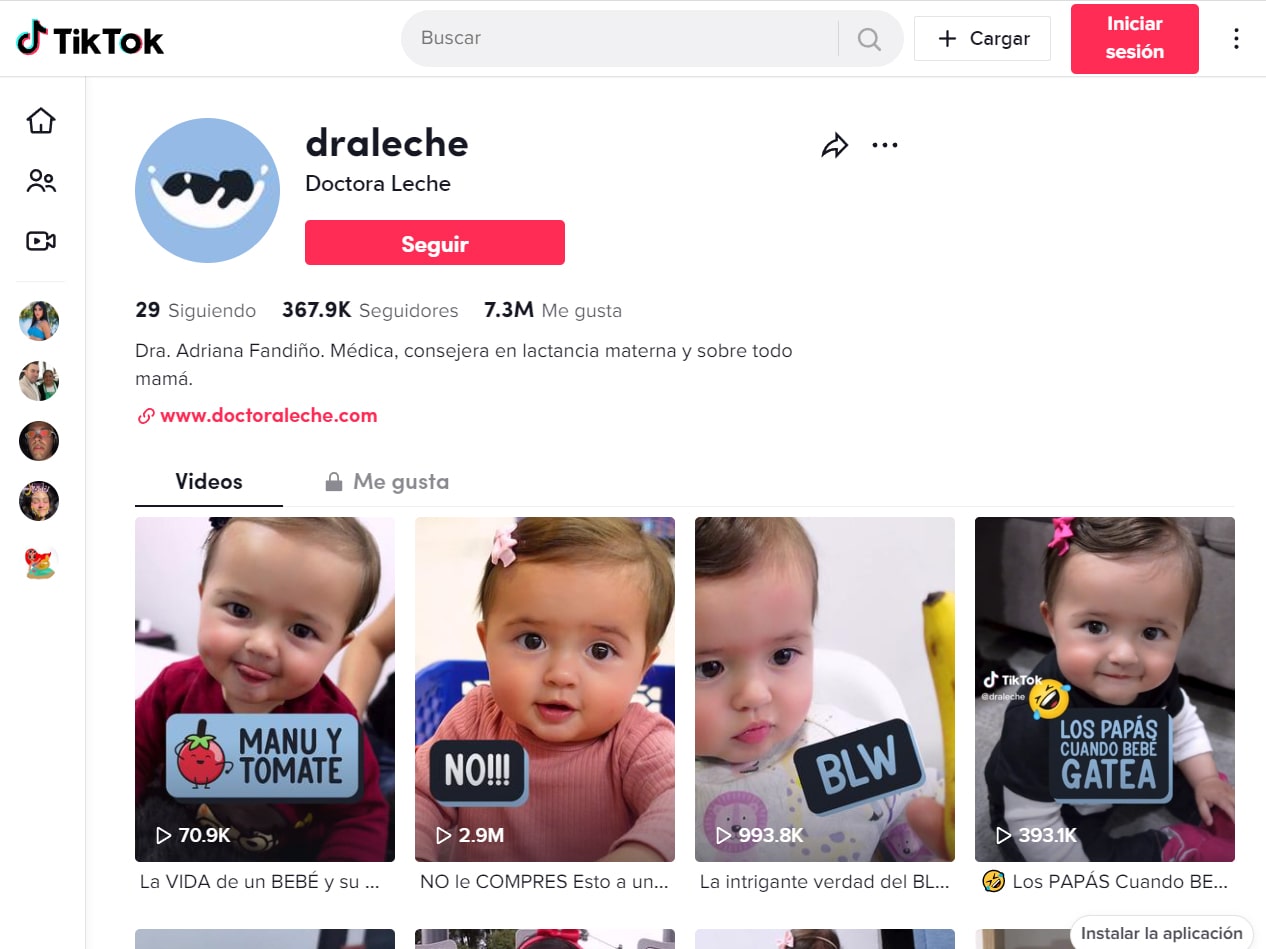 TikTok
Buscar
Cargar
Iniciar sesión
draleche
Doctora Leche
Seguir
29 Siguiendo 367.9K Seguidores 7.3M Me gusta
Dra. Adriana Fandiño. Médica, consejera en lactancia materna y sobre todo
mamá.
www.doctoraleche.com
Videos
Me gusta
MANU Y
TOMATE
70.9K
La VIDA de un BEBÉ y su ...
NO!!!
2.9M
NO le COMPRES Esto a un...
BLW
993.8K
La intrigante verdad del BL...
TikTok
@draleche
LOS PAPÁS
CUANDO BEBÉ
GATEA
393.1K
🤣 Los PAPÁS Cuando BE...
Instalar la aplicación